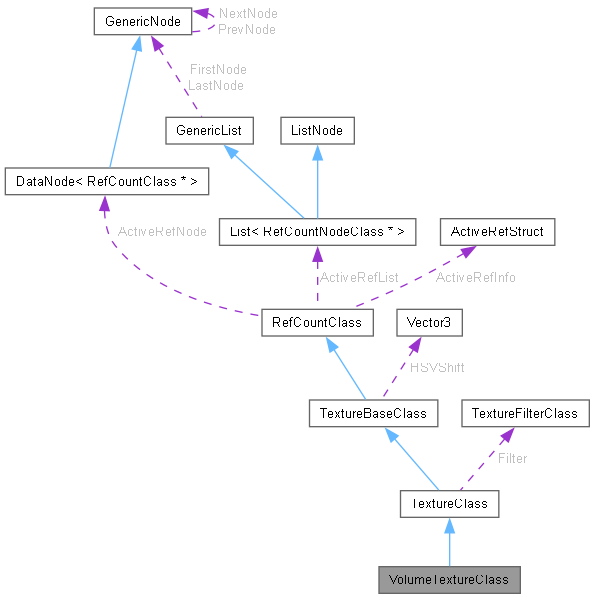 NextNode
GenericNode
PrevNode
FirstNode
LastNode
GenericList
ListNode
DataNode< RefCountClass * >
ActiveRefNode
List< RefCountNodeClass * >
ActiveRefStruct
ActiveRefList
ActiveRefInfo
RefCountClass
Vector3
HSVShift
TextureBaseClass
TextureFilterClass
Filter
TextureClass
VolumeTextureClass